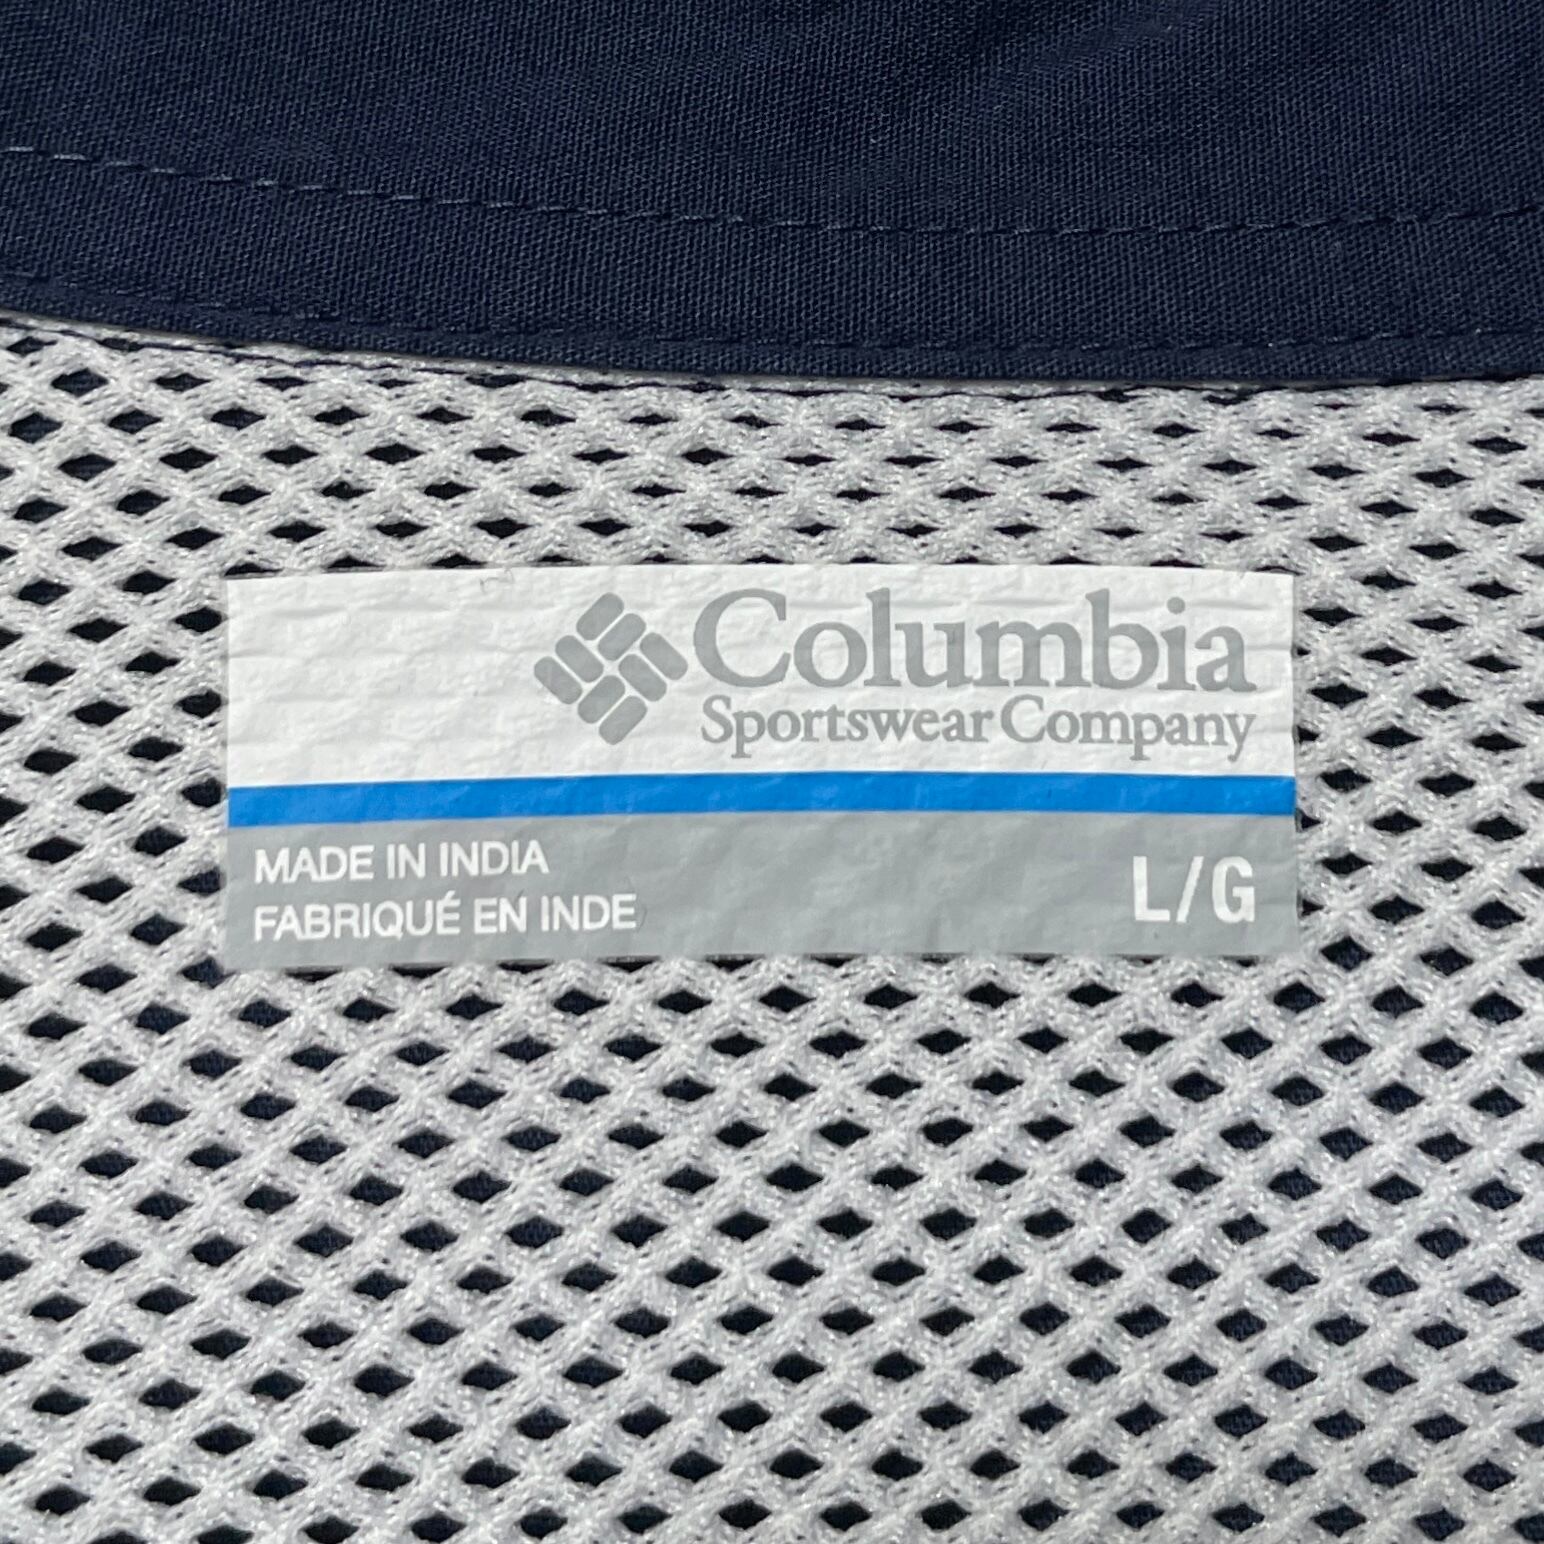 Columbia
Sportswear Company
MADE IN INDIA
FABRIQUÉ EN INDE
L/G